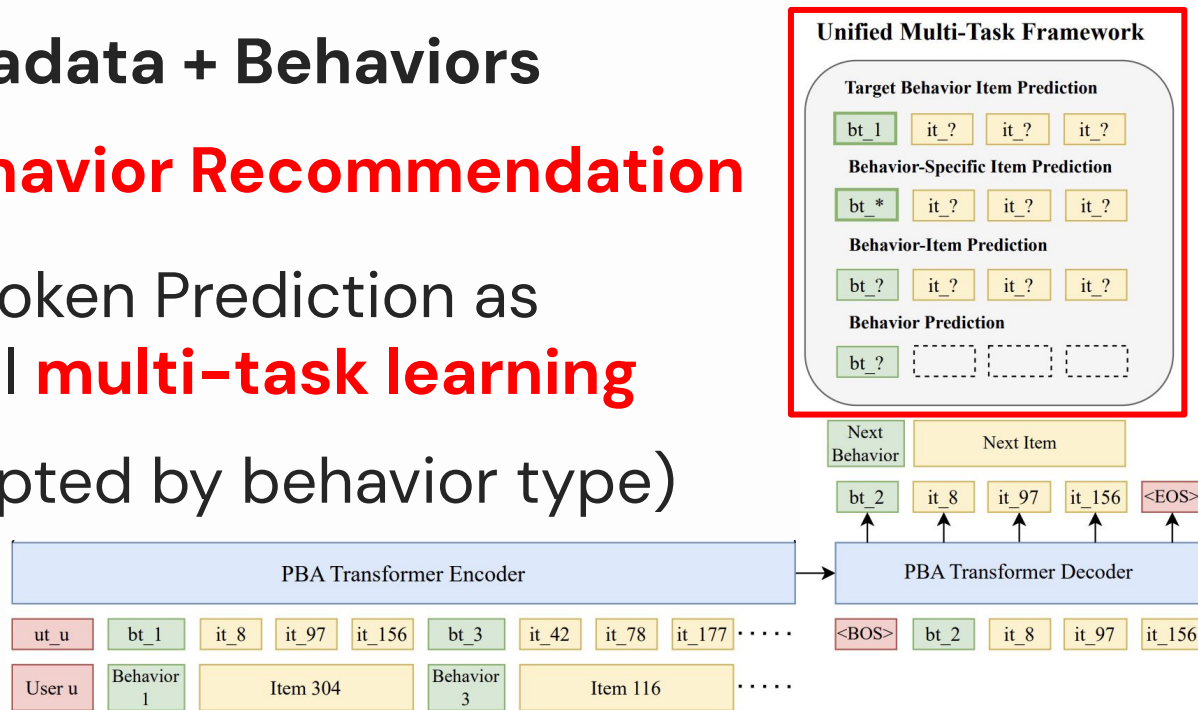 adata + Behaviors
havior Recommendation
oken Prediction as
l multi-task learning
pted by behavior type)
Unified Multi-Task Framework
Target Behavior Item Prediction
bt_1 it_? it_? it_?
Behavior-Specific Item Prediction
bt_* it_? it_? it_?
Behavior-Item Prediction
bt_? it_? it_? it_?
Behavior Prediction
bt_?
Next
Behavior
Next Item
bt_2 it_8 it_97 it_156 <EOS>
PBA Transformer Encoder
PBA Transformer Decoder
ut_u bt_1 it_8 it_97 it_156 bt_3 it_42 it_78 it_177 .....
<BOS> bt_2 it_8 it_97 it_156
User u
Behavior
1
Item 304
Behavior
3
Item 116 .....